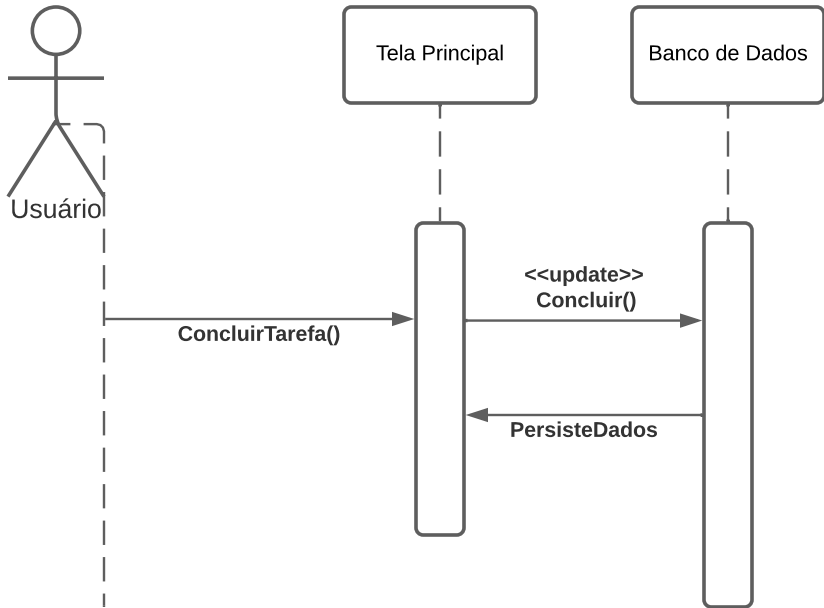 Tela Principal
Banco de Dados
Usuário
<<update>>
Concluir()
ConcluirTarefa()
PersisteDados